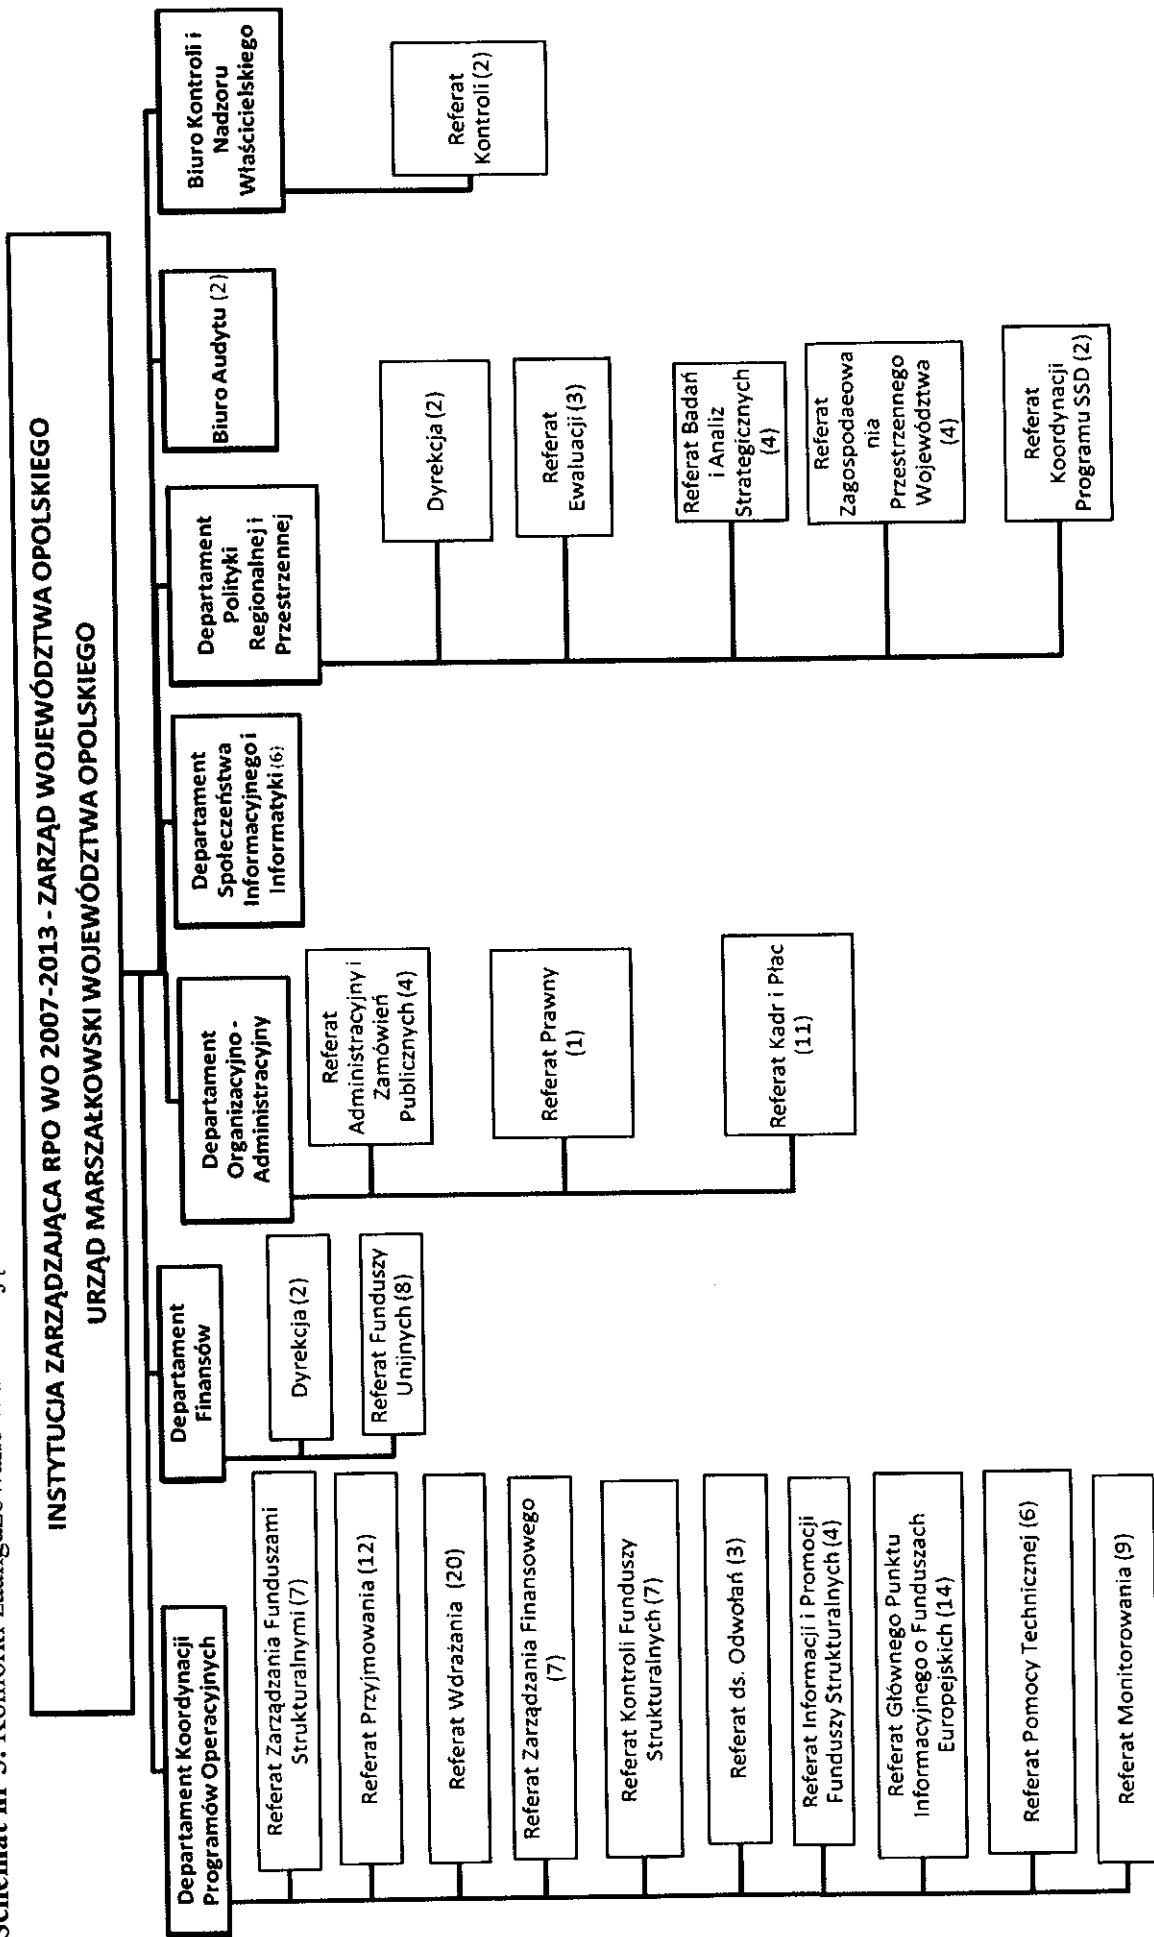 Schemat nr 3. Komórki zaangażowane
INSTYTUCJA ZARZĄDZAJĄCA RPO WO 2007-2013 - ZARZĄD WOJEWÓDZTWA OPOLSKIEGO
URZĄD MARSZAŁKOWSKI WOJEWÓDZTWA OPOLSKIEGO
Departament Koordynacji
Programów Operacyjnych
Referat Zarządzania Funduszami
Strukturalnymi (7)
Referat Przyjmowania (12)
Referat Wdrażania (20)
Referat Zarządzania Finansowego
(7)
Referat Kontroli Funduszy
Strukturalnych (7)
Referat ds. Odwołań (3)
Referat Informacji i Promocji
Funduszy Strukturalnych (4)
Referat Głównego Punktu
Informacyjnego o Funduszach
Europejskich (14)
Referat Pomocy Technicznej (6)
Referat Monitorowania (9)
Departament
Finansów
Dyrekcja (2)
Referat Funduszy
Unijnych (8)
Departament
Organizacyjno -
Administracyjny
Referat
Administracyjny i
Zamówień
Publicznych (4)
Referat Prawny
(1)
Referat Kadr i Płac
(11)
Departament
Społeczeństwa
Informacyjnego i
Informatyki (6)
Departament
Polityki
Regionalnej i
Przestrzennej
Dyrekcja (2)
Referat
Ewaluacji (3)
Referat Badań
i Analiz
Strategicznych
(4)
Referat
Zagospodaeowa
nia
Przestrzennego
Województwa
(4)
Referat
Koordynacji
Programu SSD (2)
Biuro Audytu (2)
Biuro Kontroli i
Nadzoru
Właścicielskiego
Referat
Kontroli (2)